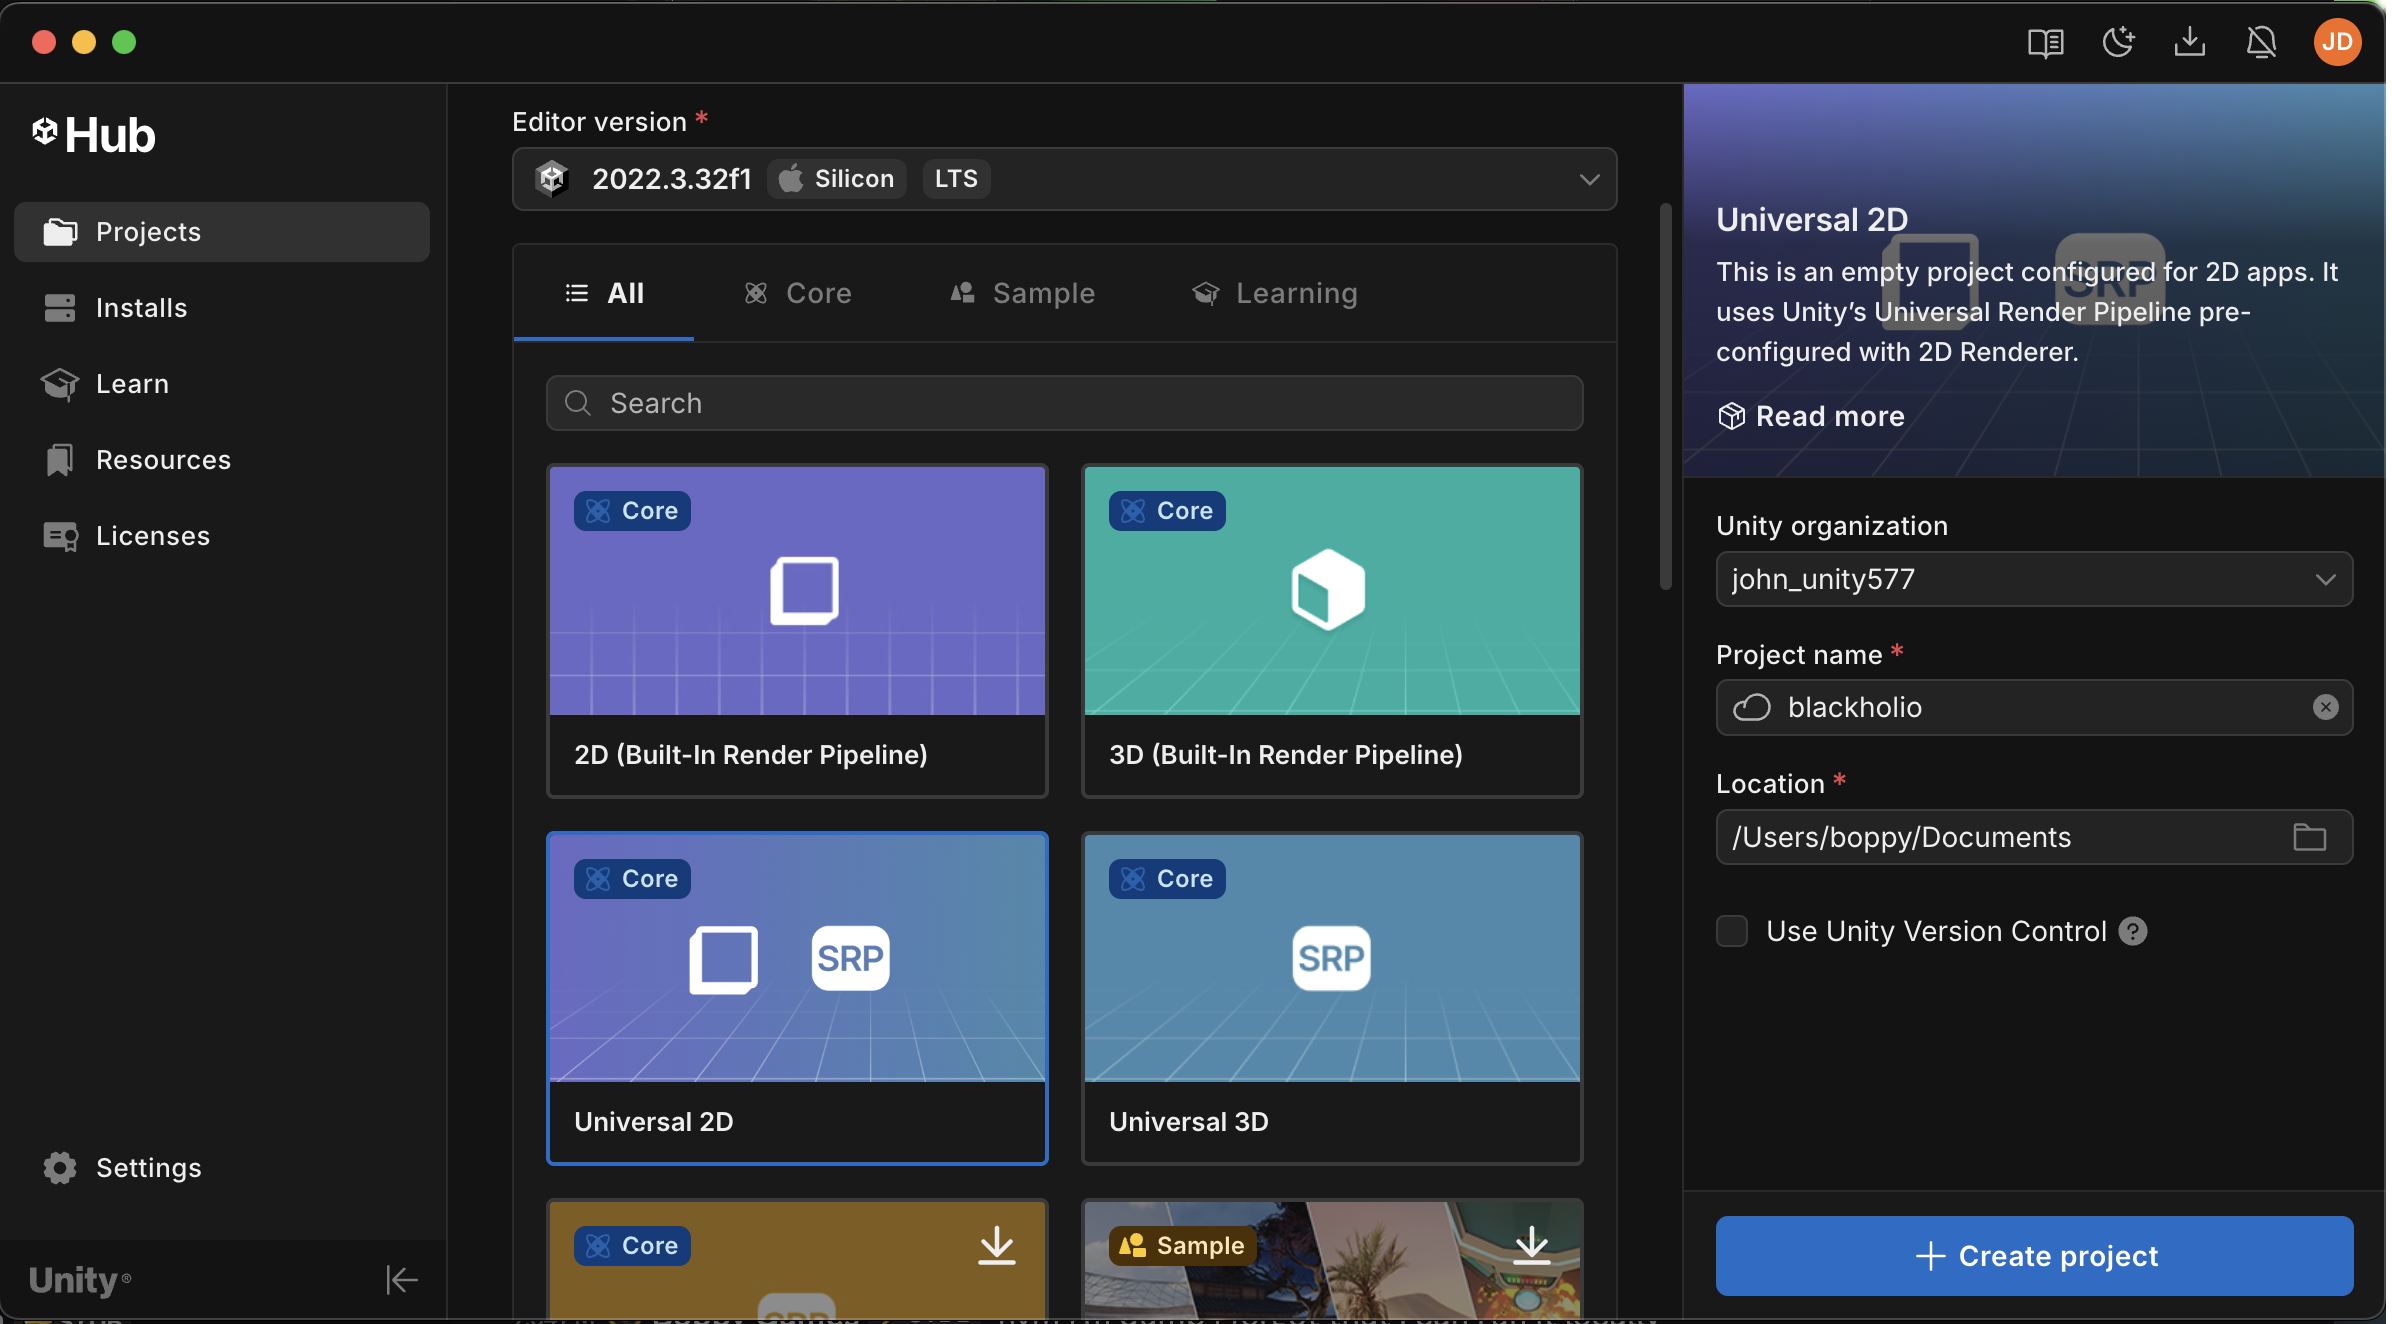 JD
Hub
Projects
Installs
Learn
Resources
Licenses
Settings
Unity®
Editor version *
2022.3.32f1 Silicon LTS
All Core Sample Learning
Search
Core
2D (Built-In Render Pipeline)
Core
3D (Built-In Render Pipeline)
Core
SRP
Universal 2D
Core
SRP
Universal 3D
Core
SRP
Sample
Universal 2D
SRP
This is an empty project configured for 2D apps. It
uses Unity’s Universal Render Pipeline pre-
configured with 2D Renderer.
Read more
Unity organization
john_unity577
Project name *
blackholio
Location *
/Users/boppy/Documents
Use Unity Version Control ?
Create project